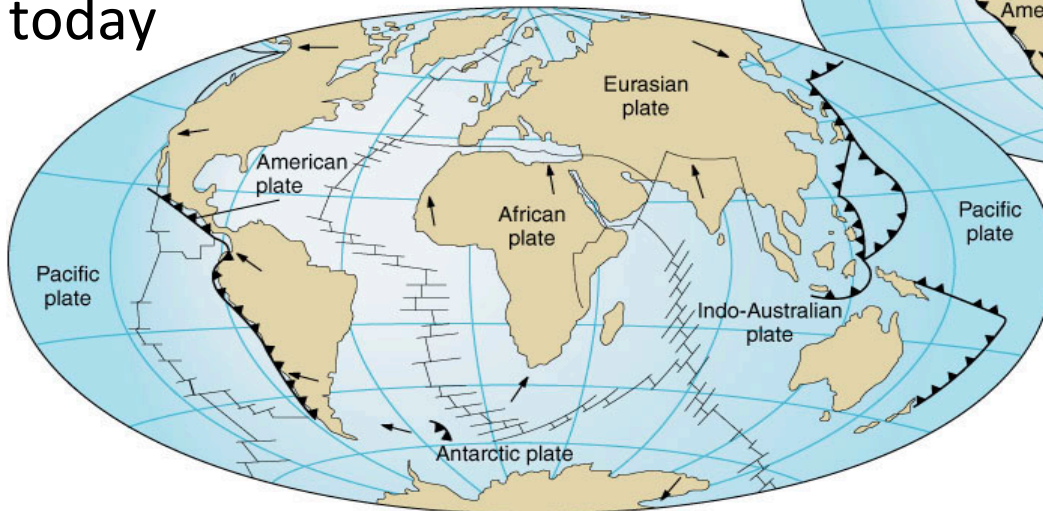 today
Ame
Eurasian
plate
American
plate
African
plate
Pacific
plate
Pacific
plate
Indo-Australian
plate
Antarctic plate